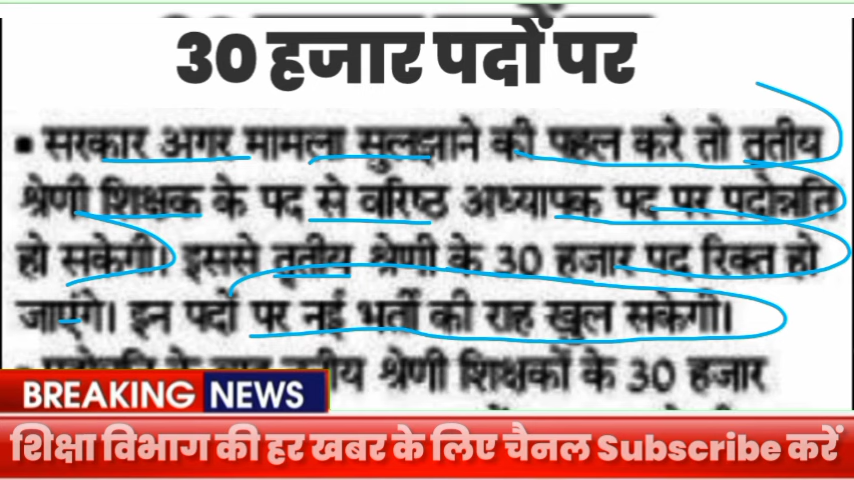 30 हजार पदों पर
▪ सरकार अगर मामला सुलझाने की पहल करे तो तृतीय
श्रेणी शिक्षक के पद से वरिष्ठ अध्यापक पद पर पदोन्नति
हो सकेगी। इससे तृतीय श्रेणी के 30 हजार पद रिक्त हो
जाएंगे। इन पदों पर नई भर्ती की राह खुल सकेगी।
श्रेणी शिक्षकों के 30 हजार
BREAKING NEWS
शिक्षा विभाग की हर खबर के लिए चैनल Subscribe करें